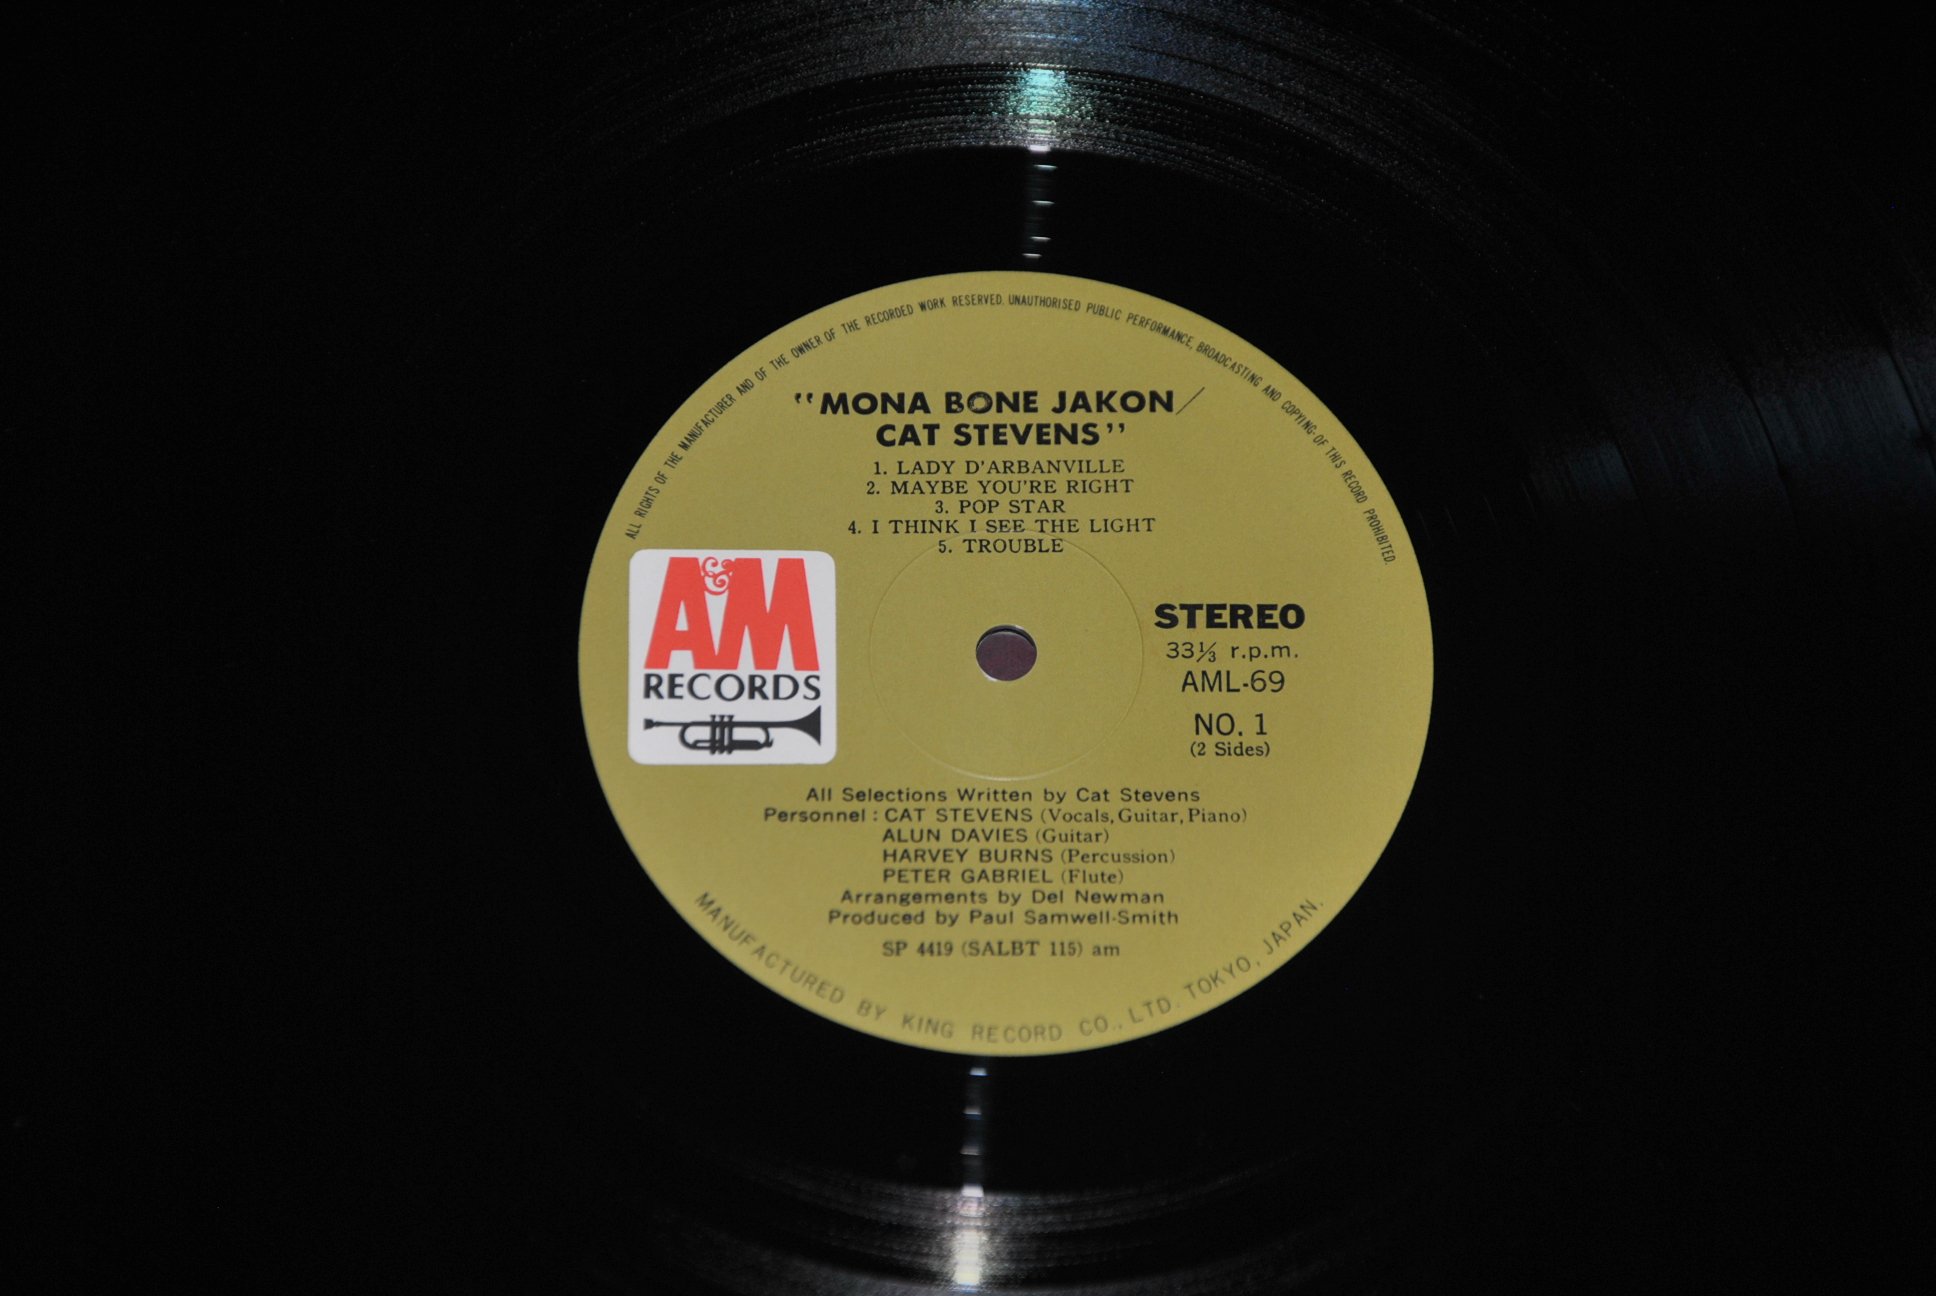 ALL RIGHTS OF THE MANUFACTURER AND OF THE OWNER OF THE RECORDED WORK RESERVED. UNAUTHORISED PUBLIC PERFORMANCE, BROADCASTING AND COPYING OF THIS RECORD PROHIBITED.
"MONA BONE JAKON/
CAT STEVENS"
1. LADY D'ARBANVILLE
2. MAYBE YOU'RE RIGHT
3. POP STAR
4. I THINK I SEE THE LIGHT
5. TROUBLE
A&M
RECORDS
STEREO
33⅓ r.p.m.
AML-69
NO. 1
(2 Sides)
All Selections Written by Cat Stevens
Personnel : CAT STEVENS (Vocals, Guitar, Piano)
ALUN DAVIES (Guitar)
HARVEY BURNS (Percussion)
PETER GABRIEL (Flute)
Arrangements by Del Newman
Produced by Paul Samwell-Smith
SP 4419 (SALBT 115) am
MANUFACTURED BY KING RECORD CO., LTD. TOKYO, JAPAN.